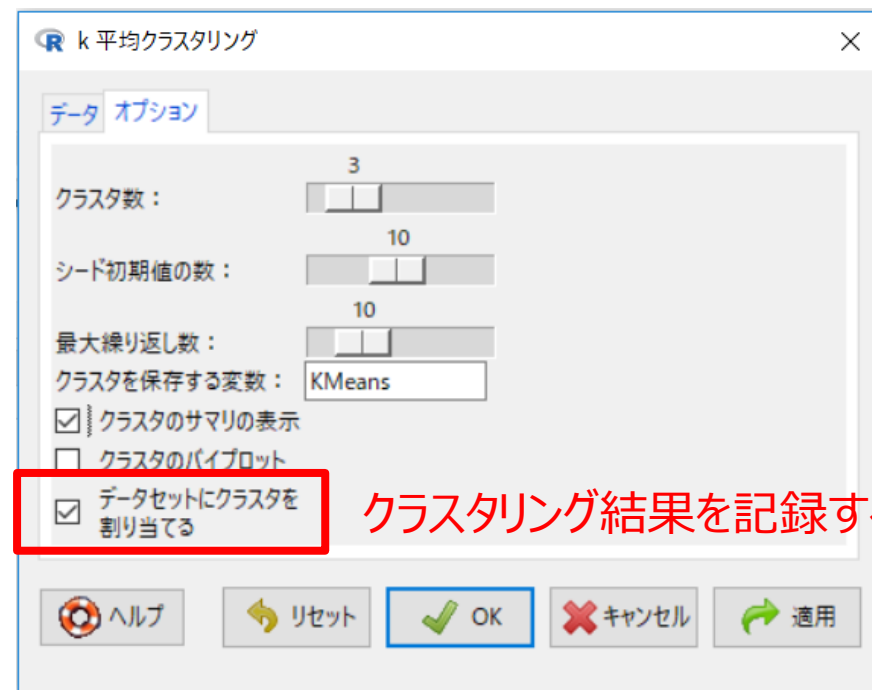 k 平均クラスタリング
データ オプション
3
クラスタ数：
10
シード初期値の数：
10
最大繰り返し数：
クラスタを保存する変数： KMeans
クラスタのサマリの表示
クラスタのバイプロット
データセットにクラスタを
割り当てる
クラスタリング結果を記録す
ヘルプ リセット OK キャンセル 適用